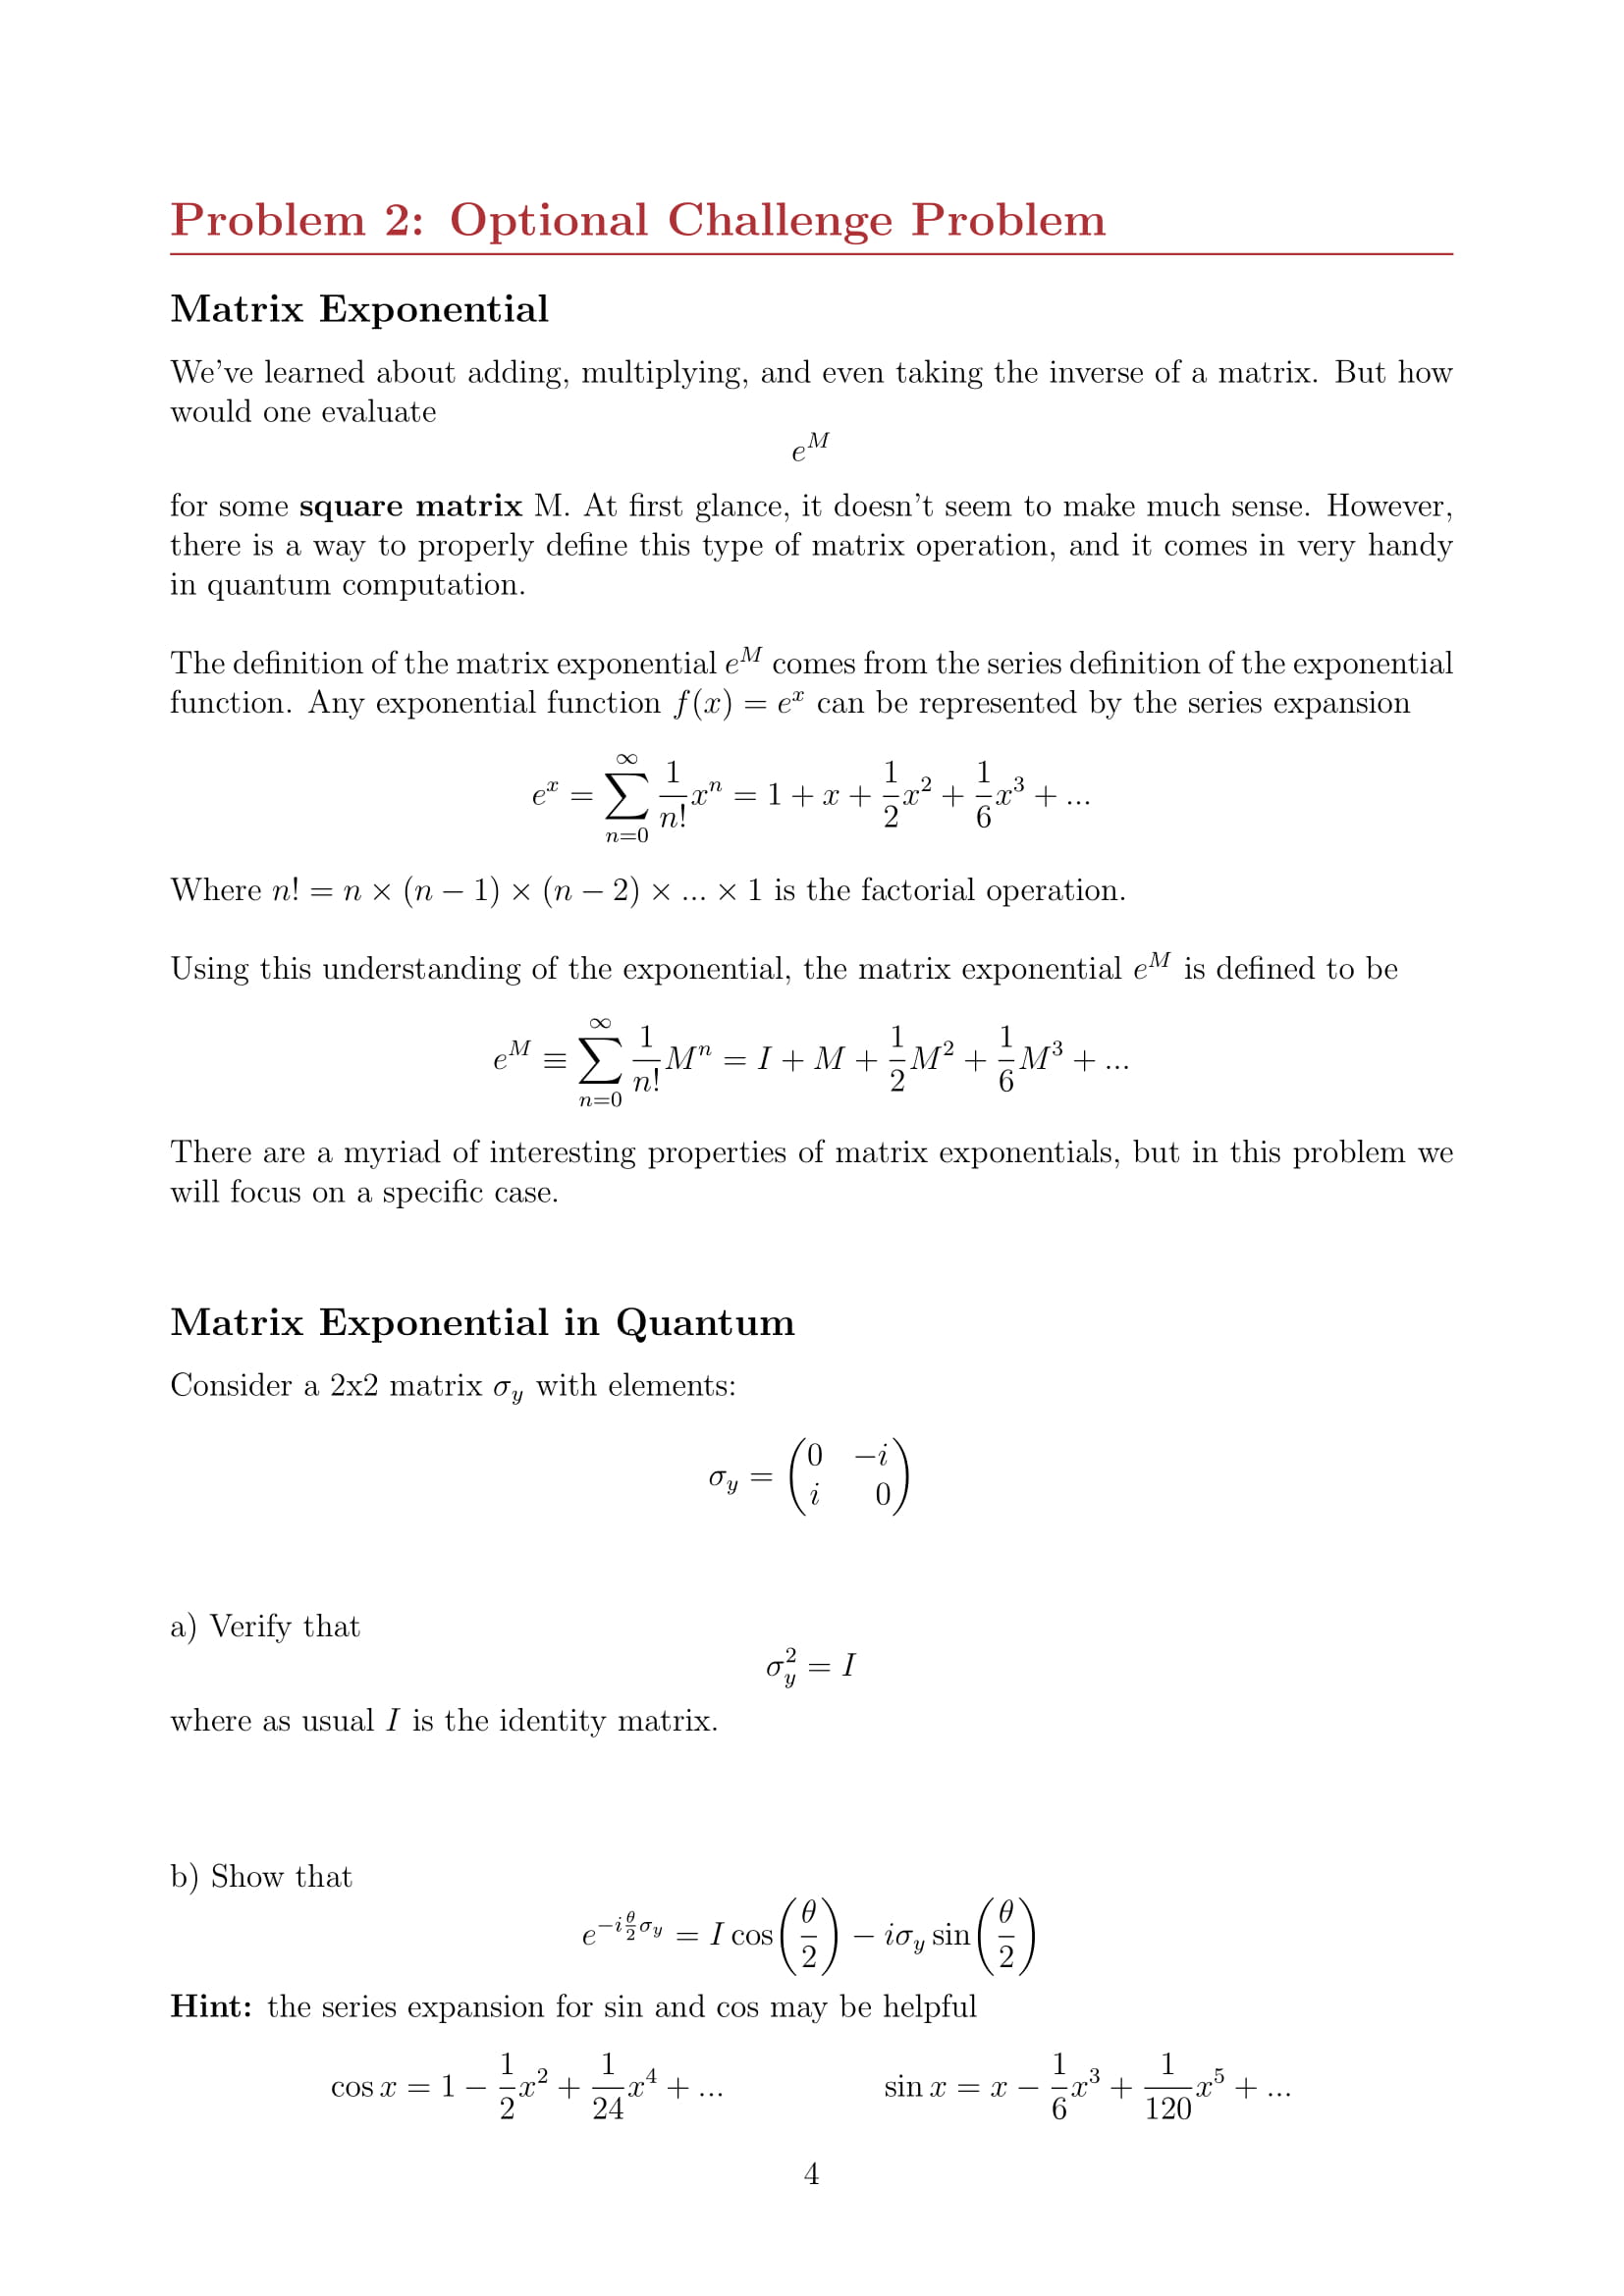 Problem 2: Optional Challenge Problem
Matrix Exponential
We've learned about adding, multiplying, and even taking the inverse of a matrix. But how
would one evaluate
$e^M$
for some square matrix M. At first glance, it doesn't seem to make much sense. However,
there is a way to properly define this type of matrix operation, and it comes in very handy
in quantum computation.
The definition of the matrix exponential $e^M$ comes from the series definition of the exponential
function. Any exponential function $f(x) = e^x$ can be represented by the series expansion
$e^x = \sum_{n=0}^{\infty} \frac{1}{n!} x^n = 1 + x + \frac{1}{2}x^2 + \frac{1}{6}x^3 + ...$
Where $n! = n \times (n-1) \times (n-2) \times ... \times 1$ is the factorial operation.
Using this understanding of the exponential, the matrix exponential $e^M$ is defined to be
$e^M \equiv \sum_{n=0}^{\infty} \frac{1}{n!} M^n = I + M + \frac{1}{2}M^2 + \frac{1}{6}M^3 + ...$
There are a myriad of interesting properties of matrix exponentials, but in this problem we
will focus on a specific case.
Matrix Exponential in Quantum
Consider a 2x2 matrix $\sigma_y$ with elements:
$\sigma_y = \begin{pmatrix} 0 & -i \\ i & 0 \end{pmatrix}$
a) Verify that
$\sigma_y^2 = I$
where as usual $I$ is the identity matrix.
b) Show that
$e^{-i\frac{\theta}{2}\sigma_y} = I \cos\left(\frac{\theta}{2}\right) - i\sigma_y \sin\left(\frac{\theta}{2}\right)$
Hint: the series expansion for sin and cos may be helpful
$\cos x = 1 - \frac{1}{2}x^2 + \frac{1}{24}x^4 + ...$ $\sin x = x - \frac{1}{6}x^3 + \frac{1}{120}x^5 + ...$
4